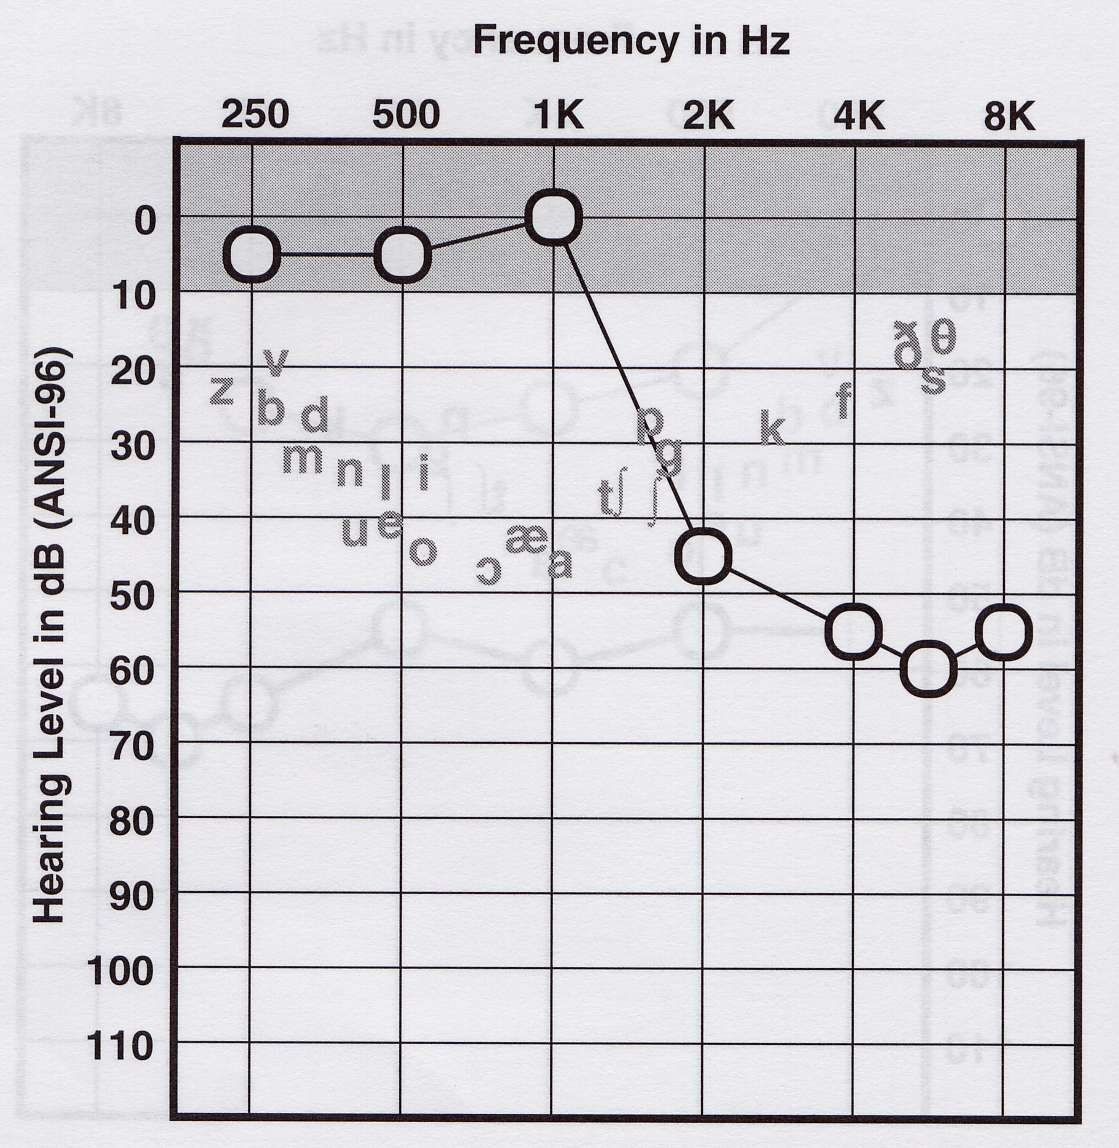 Frequency in Hz
250 500 1K 2K 4K 8K
Hearing Level in dB (ANSI-96)
0
10
20
30
40
50
60
70
80
90
100
110
v
z
b d
m
n
l
i
u
e
o
ɔ
æ
a
p
g
tʃ
ʃ
k
f
ð
θ
s